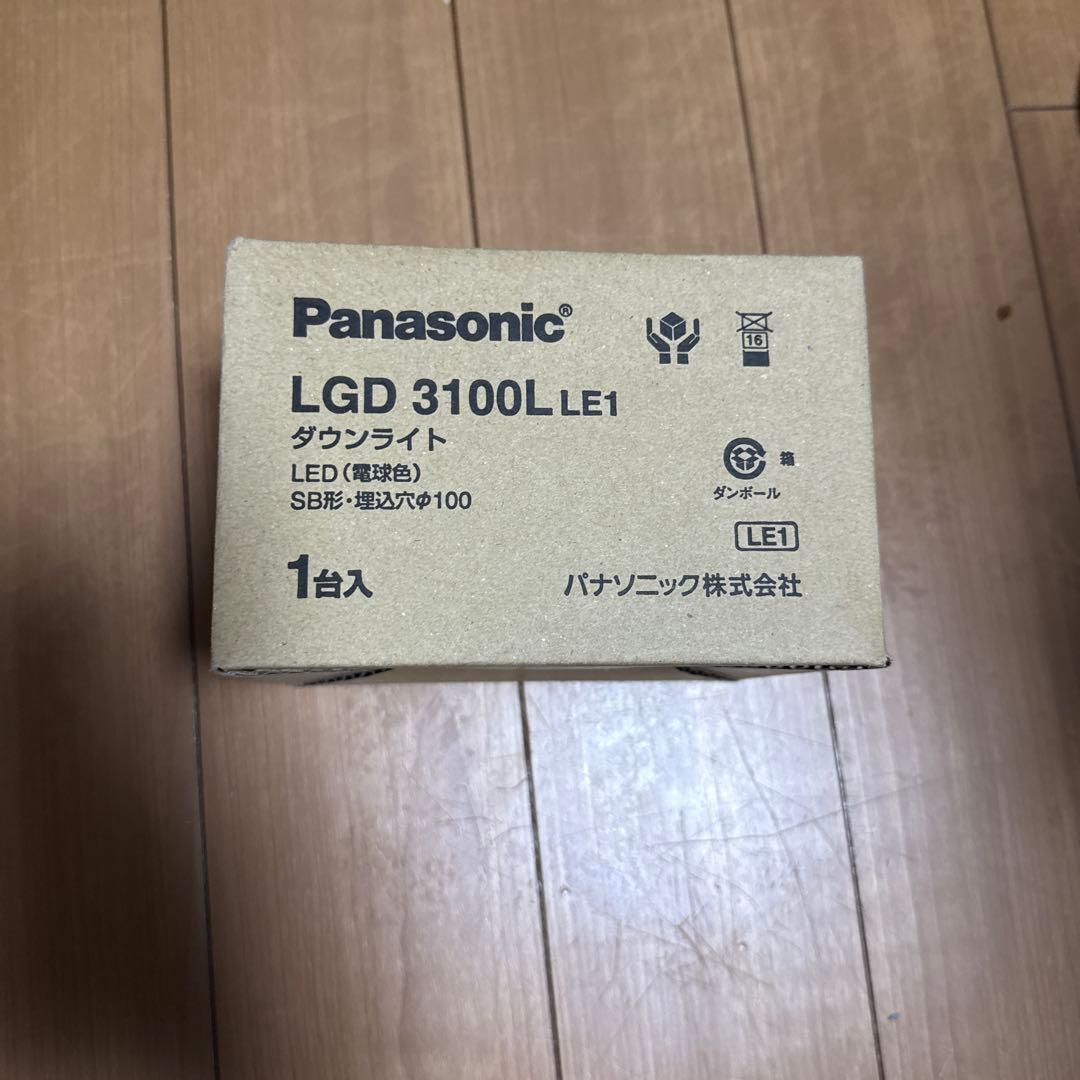 Panasonic®
16
LGD 3100L LE1
ダウンライト
LED(電球色)
SB形・埋込穴φ100
箱
ダンボール
LE1
1台入
パナソニック株式会社